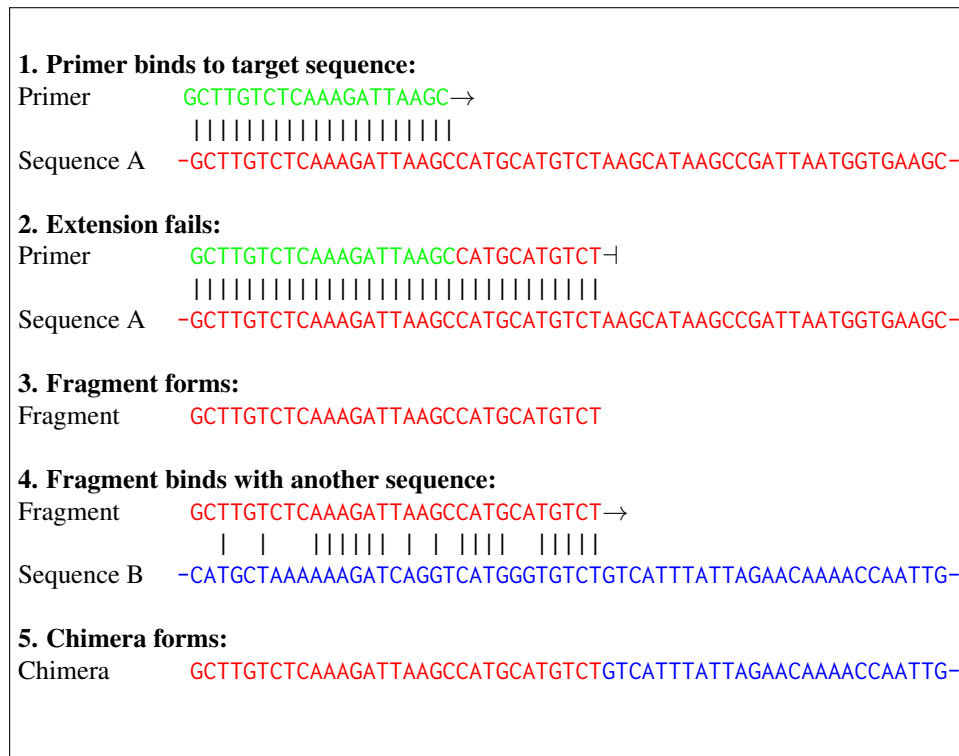 1. Primer binds to target sequence:
Primer GCTTGTCTCAAAGATTAAGC→
||||||||||||||||||||
Sequence A -GCTTGTCTCAAAGATTAAGCCATGCATGTCTAAGCATAAGCCGATTAATGGTGAAGC-
2. Extension fails:
Primer GCTTGTCTCAAAGATTAAGCCATGCATGTCT⊣
|||||||||||||||||||||||||||||||
Sequence A -GCTTGTCTCAAAGATTAAGCCATGCATGTCTAAGCATAAGCCGATTAATGGTGAAGC-
3. Fragment forms:
Fragment GCTTGTCTCAAAGATTAAGCCATGCATGTCT
4. Fragment binds with another sequence:
Fragment GCTTGTCTCAAAGATTAAGCCATGCATGTCT→
| | |||||| | | |||| |||||
Sequence B -CATGCTAAAAAAGATCAGGTCATGGGTGTCTGTCATTTATTAGAACAAAACCAATTG-
5. Chimera forms:
Chimera GCTTGTCTCAAAGATTAAGCCATGCATGTCTGTCATTTATTAGAACAAAACCAATTG-